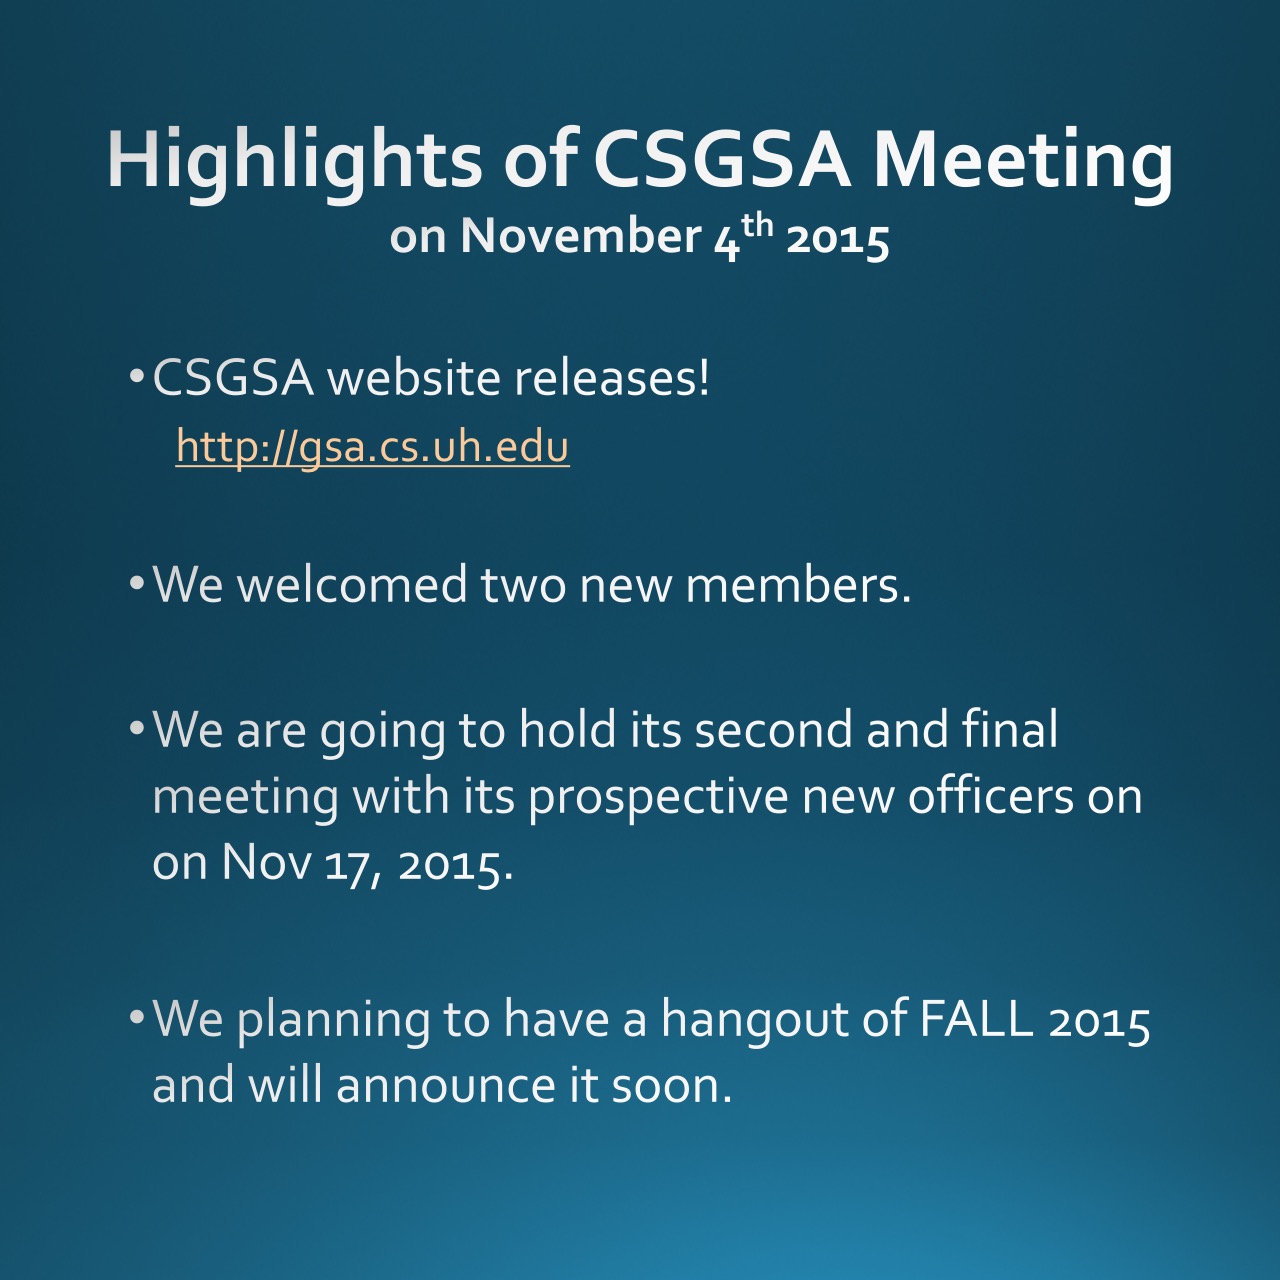 Highlights of CSGSA Meeting
on November 4th 2015
•CSGSA website releases!
http://gsa.cs.uh.edu
•We welcomed two new members.
•We are going to hold its second and final
meeting with its prospective new officers on
on Nov 17, 2015.
•We planning to have a hangout of FALL 2015
and will announce it soon.